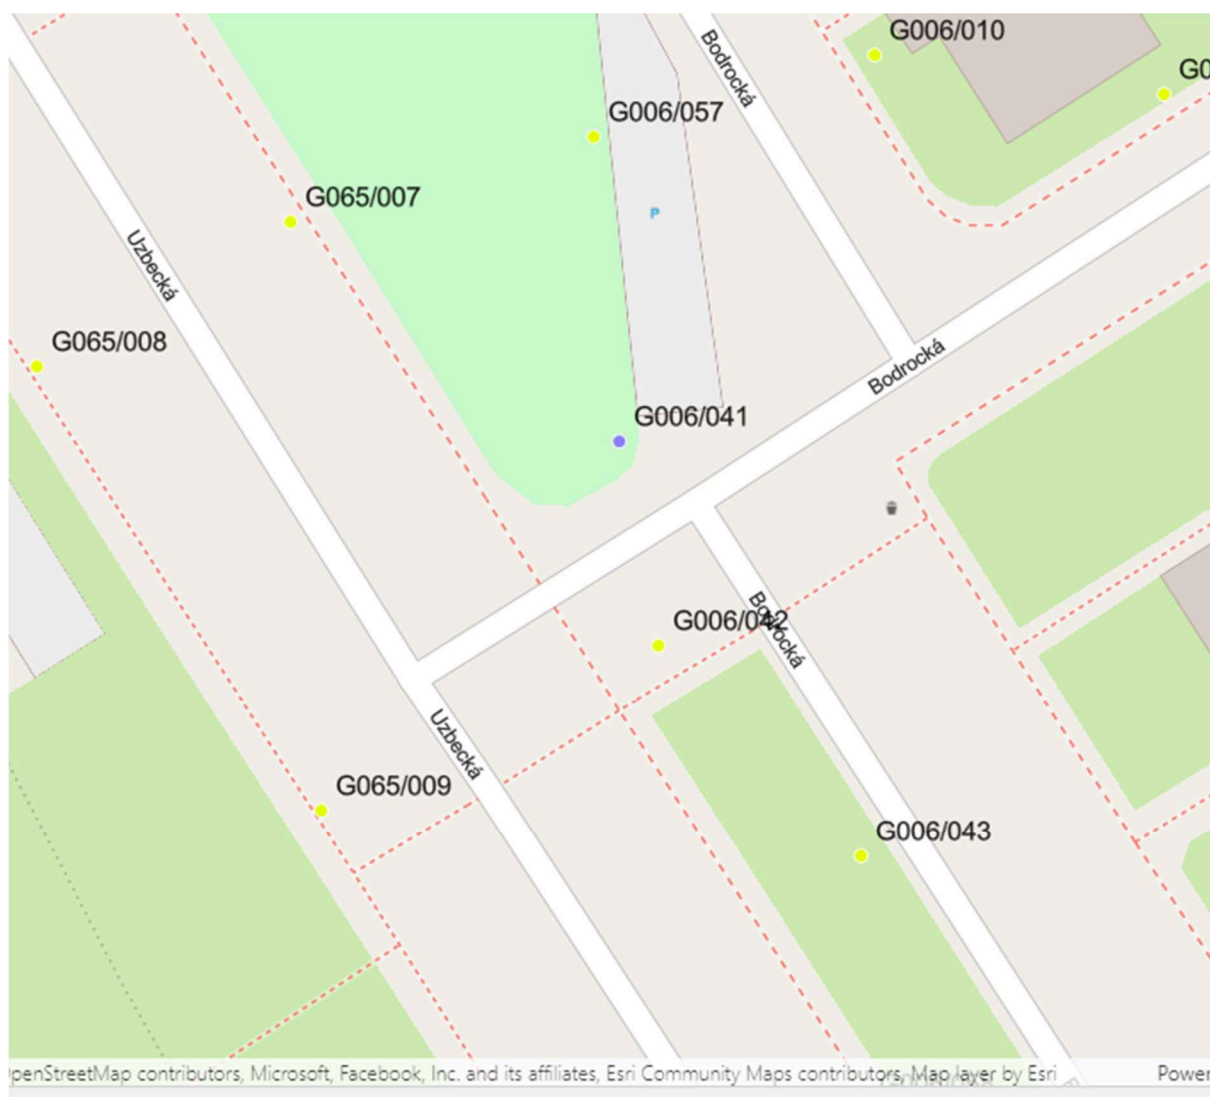 G006/010
Bodrocká
G0
G006/057
P
G065/007
Uzbecká
G065/008
Bodrocká
G006/041
G006/042
Bodrocká
Uzbecká
G065/009
G006/043
penStreetMap contributors, Microsoft, Facebook, Inc. and its affiliates, Esri Community Maps contributors, Map layer by Esri
Power